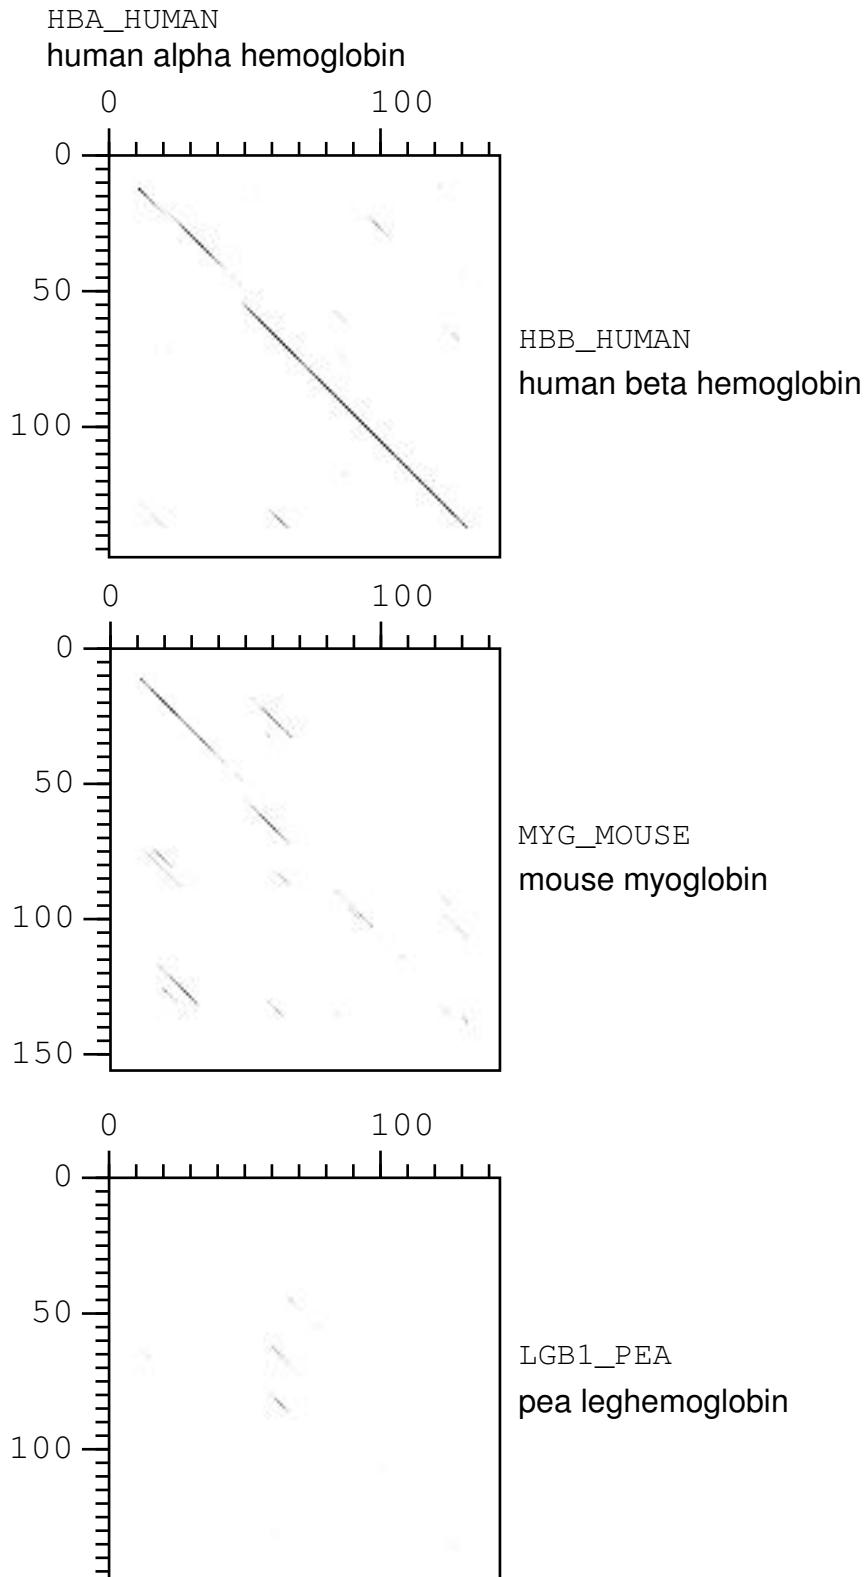 HBA_HUMAN
human alpha hemoglobin
0 100
0
50
HBB_HUMAN
human beta hemoglobin
100
0 100
0
50
MYG_MOUSE
mouse myoglobin
100
150
0 100
0
50
LGB1_PEA
pea leghemoglobin
100